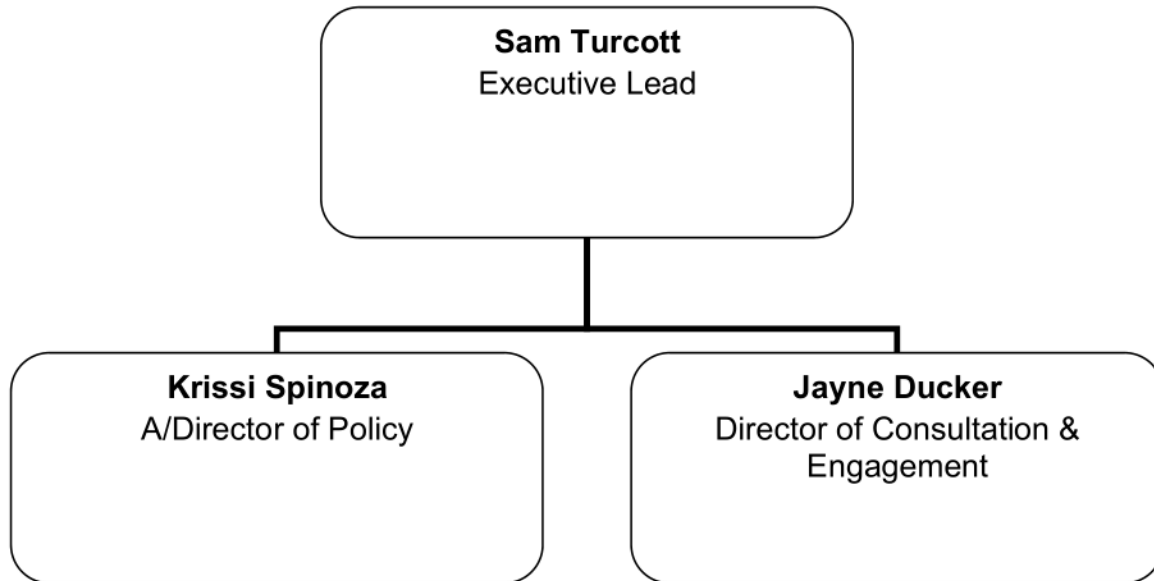 Sam Turcott
Executive Lead
Krissi Spinoza
A/Director of Policy
Jayne Ducker
Director of Consultation &
Engagement